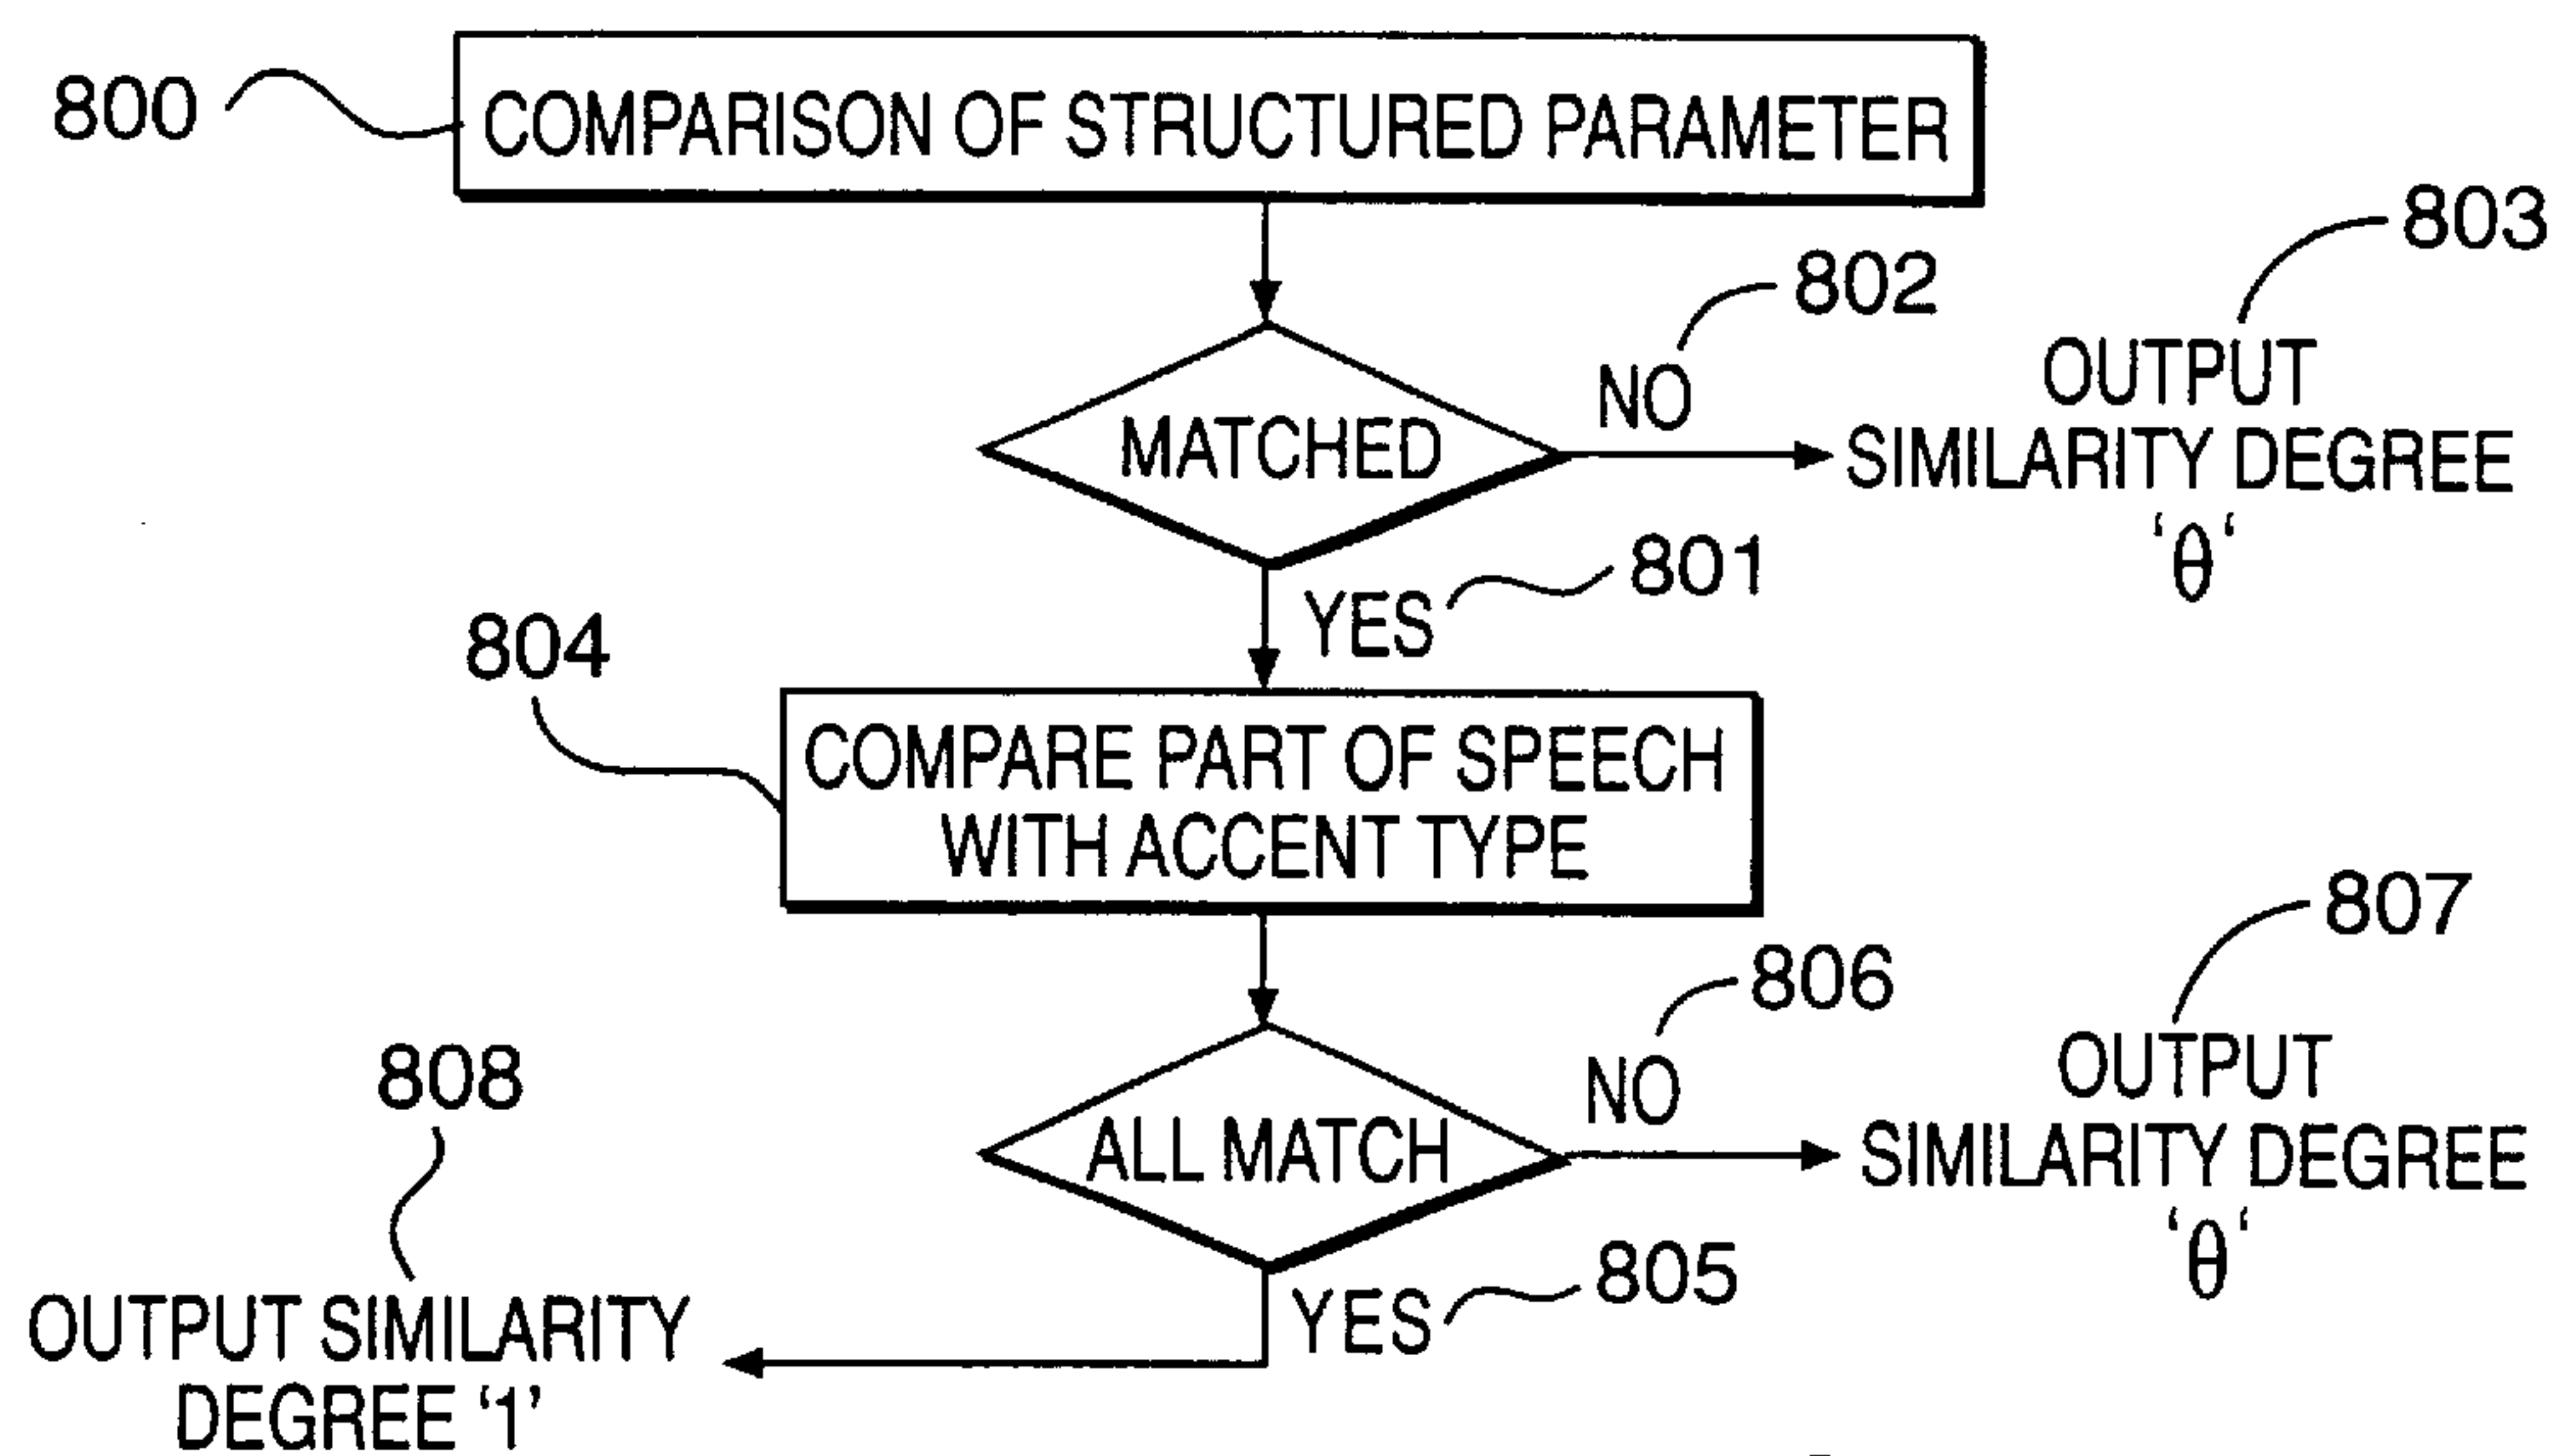 800
COMPARISON OF STRUCTURED PARAMETER
803
802
NO
OUTPUT
MATCHED
SIMILARITY DEGREE
‘θ‘
801
YES
804
COMPARE PART OF SPEECH
WITH ACCENT TYPE
807
806
NO
OUTPUT
808
ALL MATCH
SIMILARITY DEGREE
‘θ‘
805
YES
OUTPUT SIMILARITY
DEGREE ‘1’